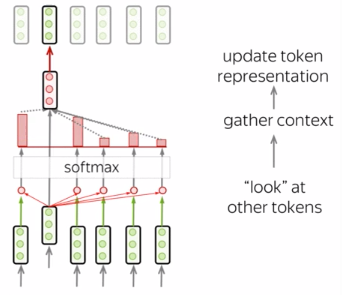 update token
representation
gather context
softmax
"look" at
other tokens